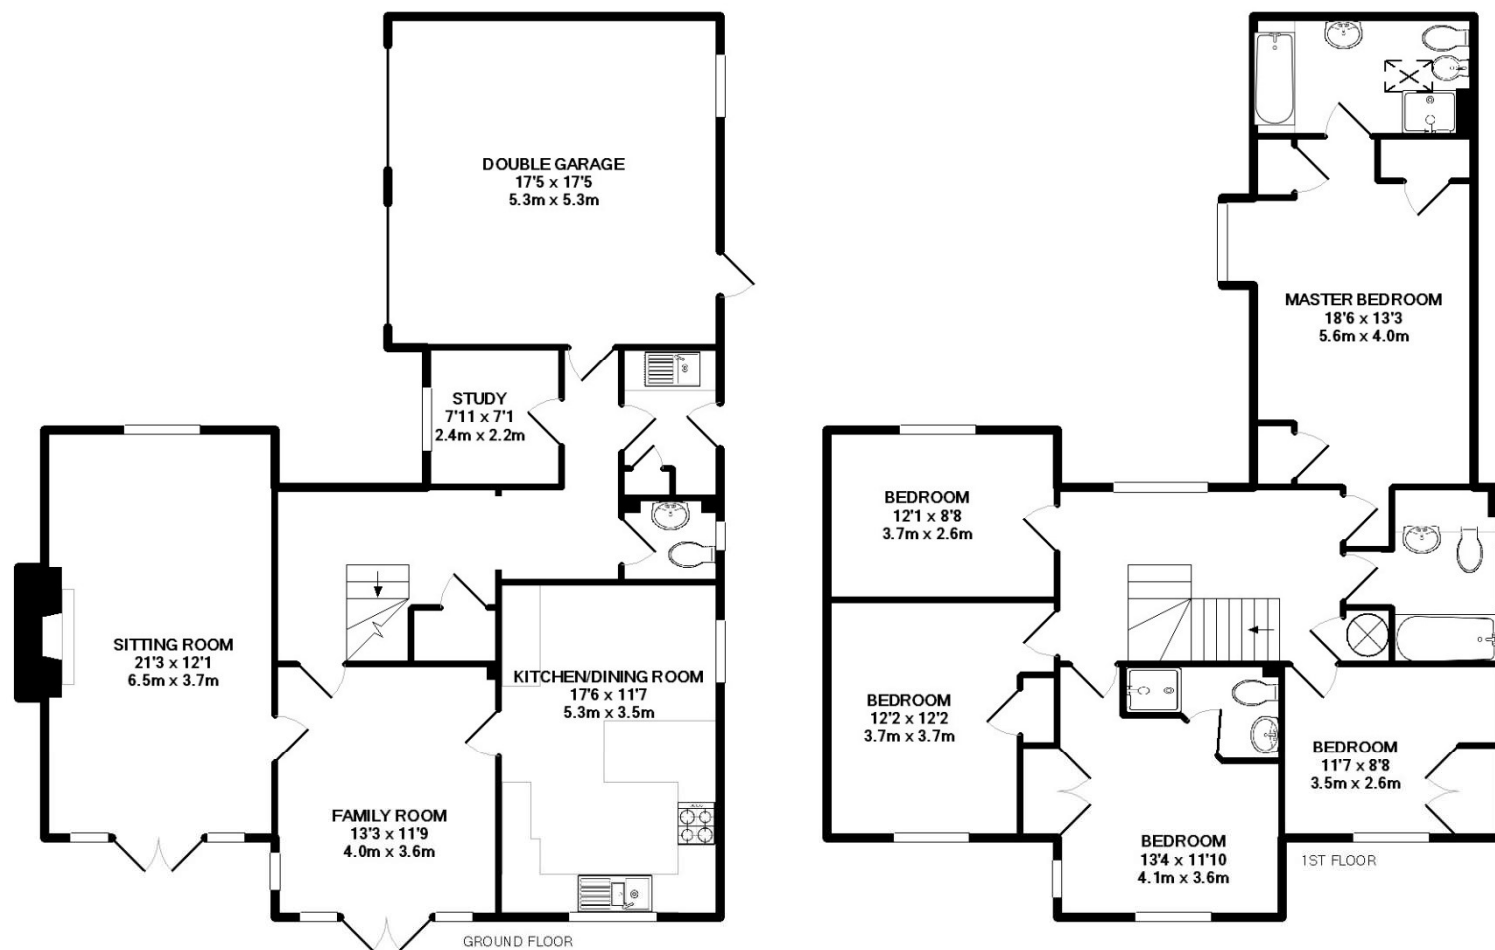 DOUBLE GARAGE
17'5 x 17'5
5.3m x 5.3m
STUDY
7'11 x 7'1
2.4m x 2.2m
SITTING ROOM
21'3 x 12'1
6.5m x 3.7m
KITCHEN/DINING ROOM
17'6 x 11'7
5.3m x 3.5m
FAMILY ROOM
13'3 x 11'9
4.0m x 3.6m
GROUND FLOOR
MASTER BEDROOM
18'6 x 13'3
5.6m x 4.0m
BEDROOM
12'1 x 8'8
3.7m x 2.6m
BEDROOM
12'2 x 12'2
3.7m x 3.7m
BEDROOM
11'7 x 8'8
3.5m x 2.6m
BEDROOM
13'4 x 11'10
4.1m x 3.6m
1ST FLOOR